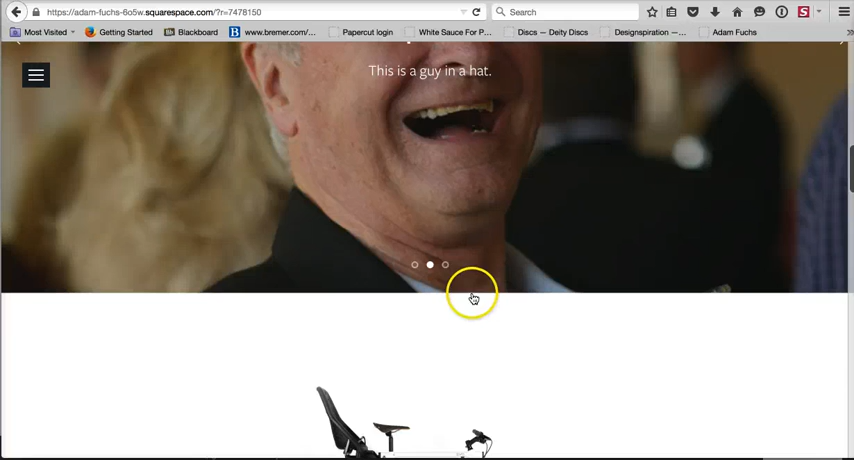 https://adam-fuchs-6o5w.squarespace.com/?r=7478150
Search
Most Visited
Getting Started
Blackboard
www.bremer.com/...
Papercut login
White Sauce For P...
Discs — Deity Discs
Designspiration —...
Adam Fuchs
This is a guy in a hat.